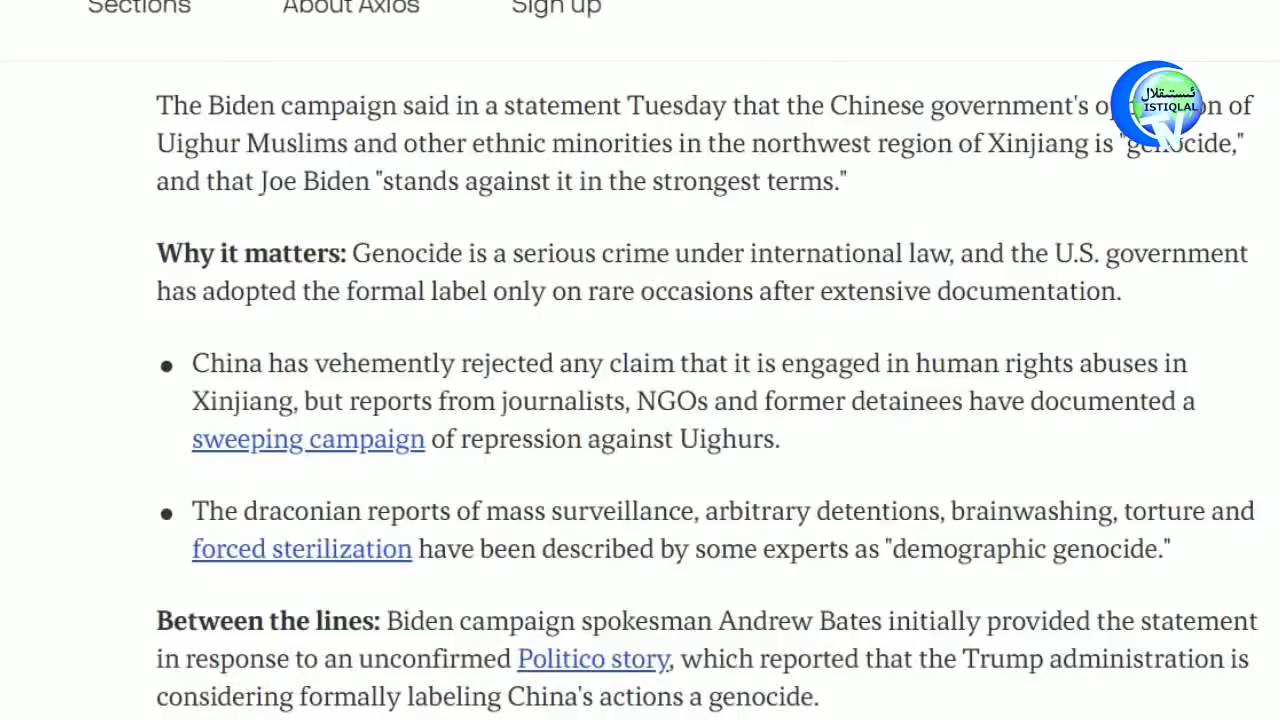 Sections About Axios Sign up
ئىستىقلال
ISTIQLAL
TV
The Biden campaign said in a statement Tuesday that the Chinese government's of
Uighur Muslims and other ethnic minorities in the northwest region of Xinjiang is "genocide,"
and that Joe Biden "stands against it in the strongest terms."
Why it matters: Genocide is a serious crime under international law, and the U.S. government
has adopted the formal label only on rare occasions after extensive documentation.
• China has vehemently rejected any claim that it is engaged in human rights abuses in
Xinjiang, but reports from journalists, NGOs and former detainees have documented a
sweeping campaign of repression against Uighurs.
• The draconian reports of mass surveillance, arbitrary detentions, brainwashing, torture and
forced sterilization have been described by some experts as "demographic genocide."
Between the lines: Biden campaign spokesman Andrew Bates initially provided the statement
in response to an unconfirmed Politico story, which reported that the Trump administration is
considering formally labeling China's actions a genocide.